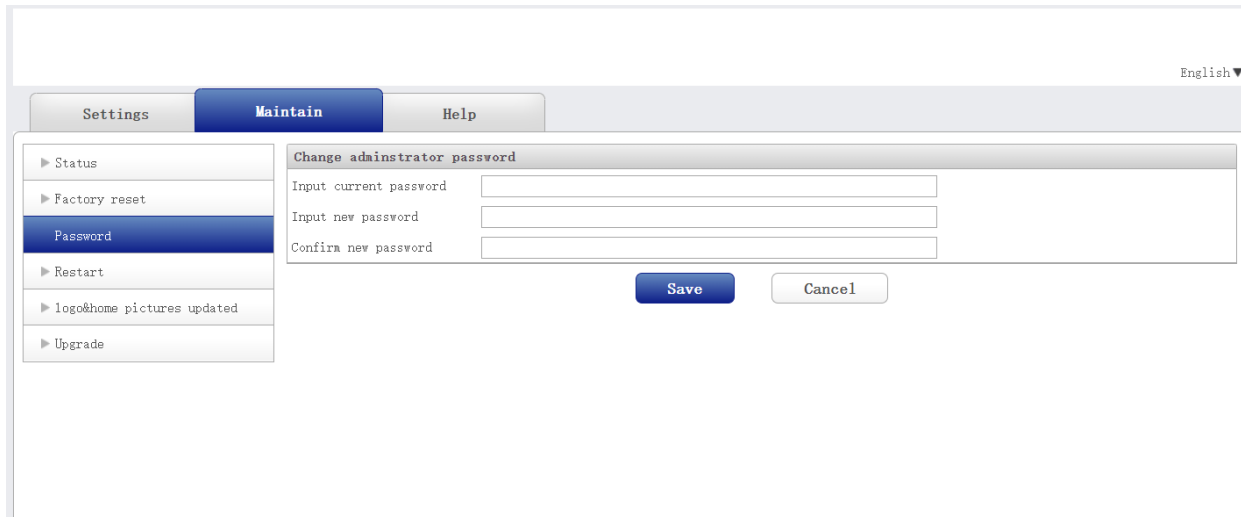 English▼
Settings Maintain Help
Status
Factory reset
Password
Restart
logo&home pictures updated
Upgrade
Change adminstrator password
Input current password
Input new password
Confirm new password
Save Cancel